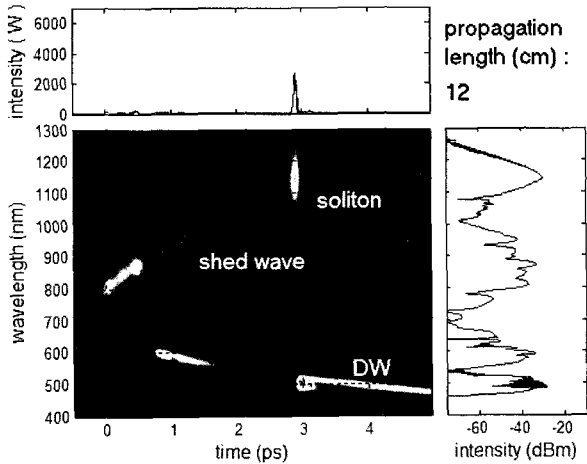 6000
4000
2000
0
intensity ( W )
propagation
length (cm) :
12
1300
1200
1100
1000
900
800
700
600
500
400
wavelength (nm)
soliton
shed wave
DW
0
1
2
3
4
time (ps)
-60
-40
-20
intensity (dBm)